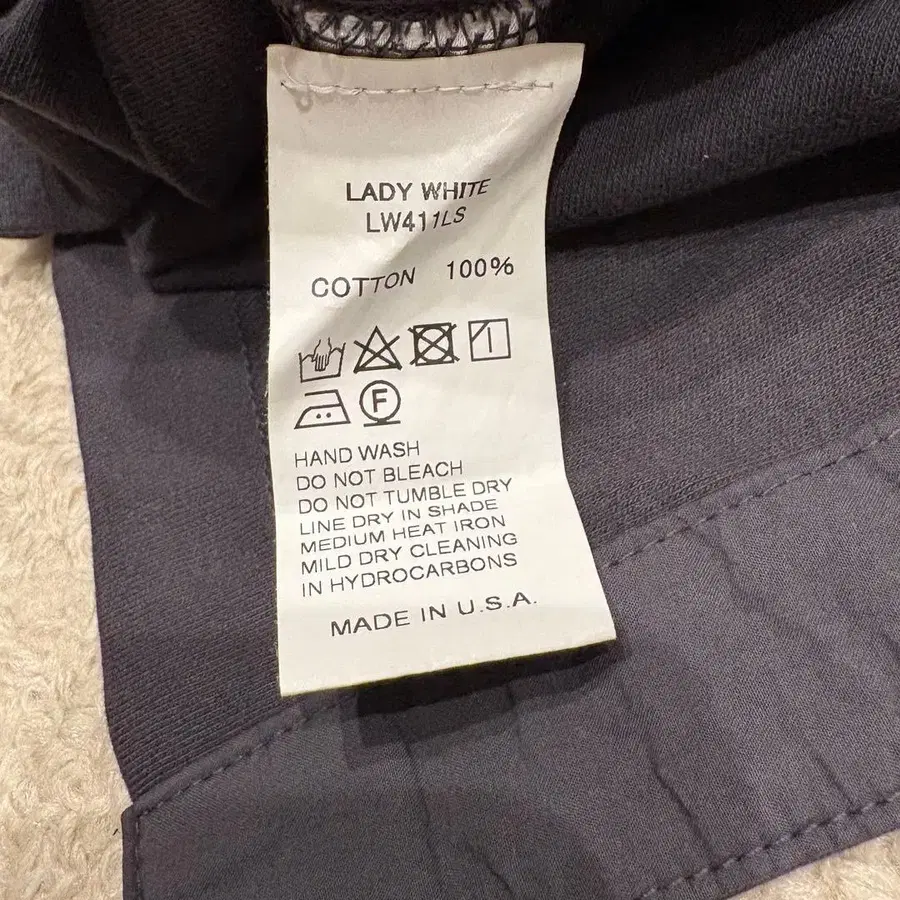 LADY WHITE
LW411LS
COTTON 100%
F
HAND WASH
DO NOT BLEACH
DO NOT TUMBLE DRY
LINE DRY IN SHADE
MEDIUM HEAT IRON
MILD DRY CLEANING
IN HYDROCARBONS
MADE IN U.S.A.